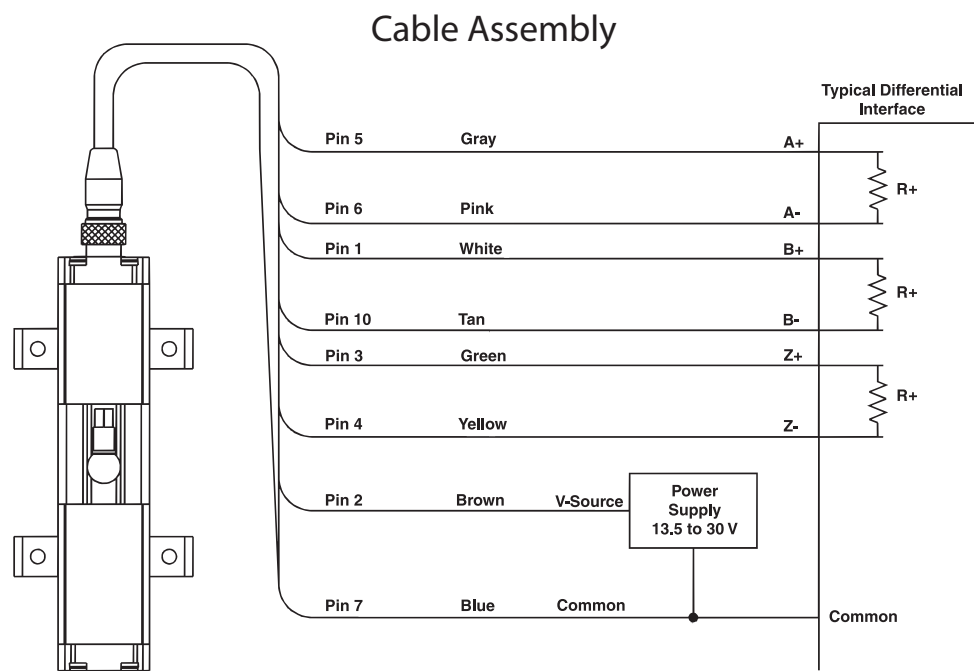 Cable Assembly
Typical Differential
Interface
Pin 5 Gray A+
R+
Pin 6 Pink A-
Pin 1 White B+
R+
Pin 10 Tan B-
Pin 3 Green Z+
R+
Pin 4 Yellow Z-
Pin 2 Brown V-Source
Power
Supply
13.5 to 30 V
Pin 7 Blue Common
Common